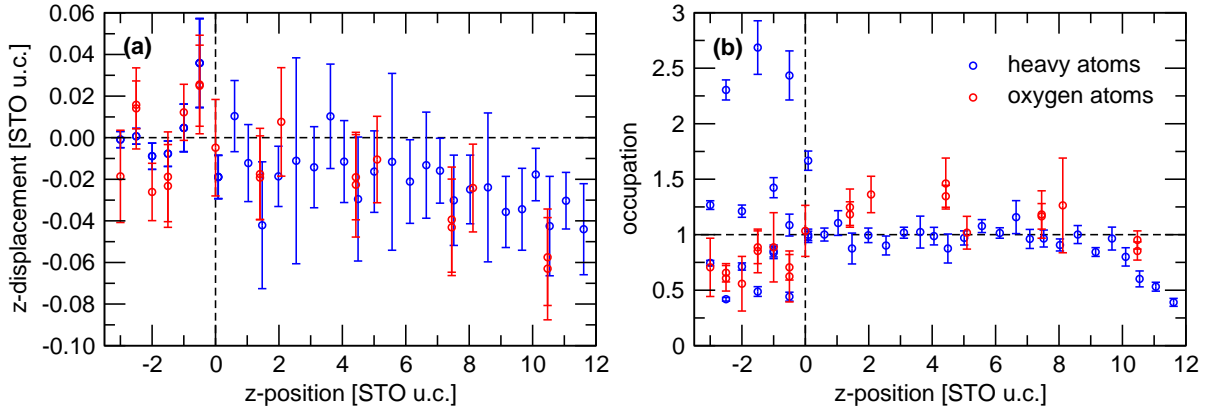 (a)
z-displacement [STO u.c.]
0.06
0.04
0.02
0.00
-0.02
-0.04
-0.06
-0.08
-0.10
-2 0 2 4 6 8 10 12
z-position [STO u.c.]
(b)
occupation
3
2.5
2
1.5
1
0.5
0
heavy atoms
oxygen atoms
-2 0 2 4 6 8 10 12
z-position [STO u.c.]